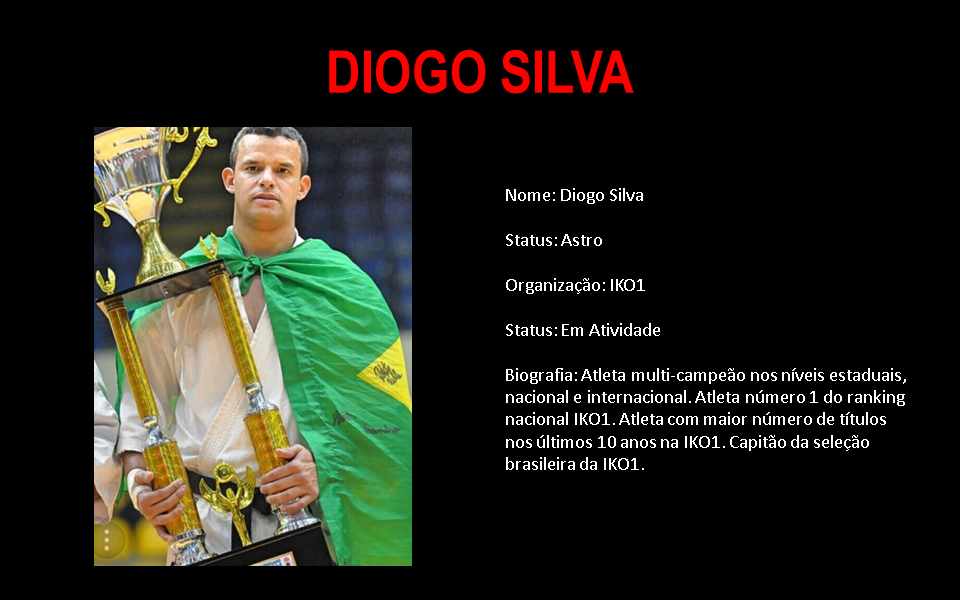 DIOGO SILVA
Nome: Diogo Silva
Status: Astro
Organização: IKO1
Status: Em Atividade
Biografia: Atleta multi-campeão nos níveis estaduais,
nacional e internacional. Atleta número 1 do ranking
nacional IKO1. Atleta com maior número de títulos
nos últimos 10 anos na IKO1. Capitão da seleção
brasileira da IKO1.